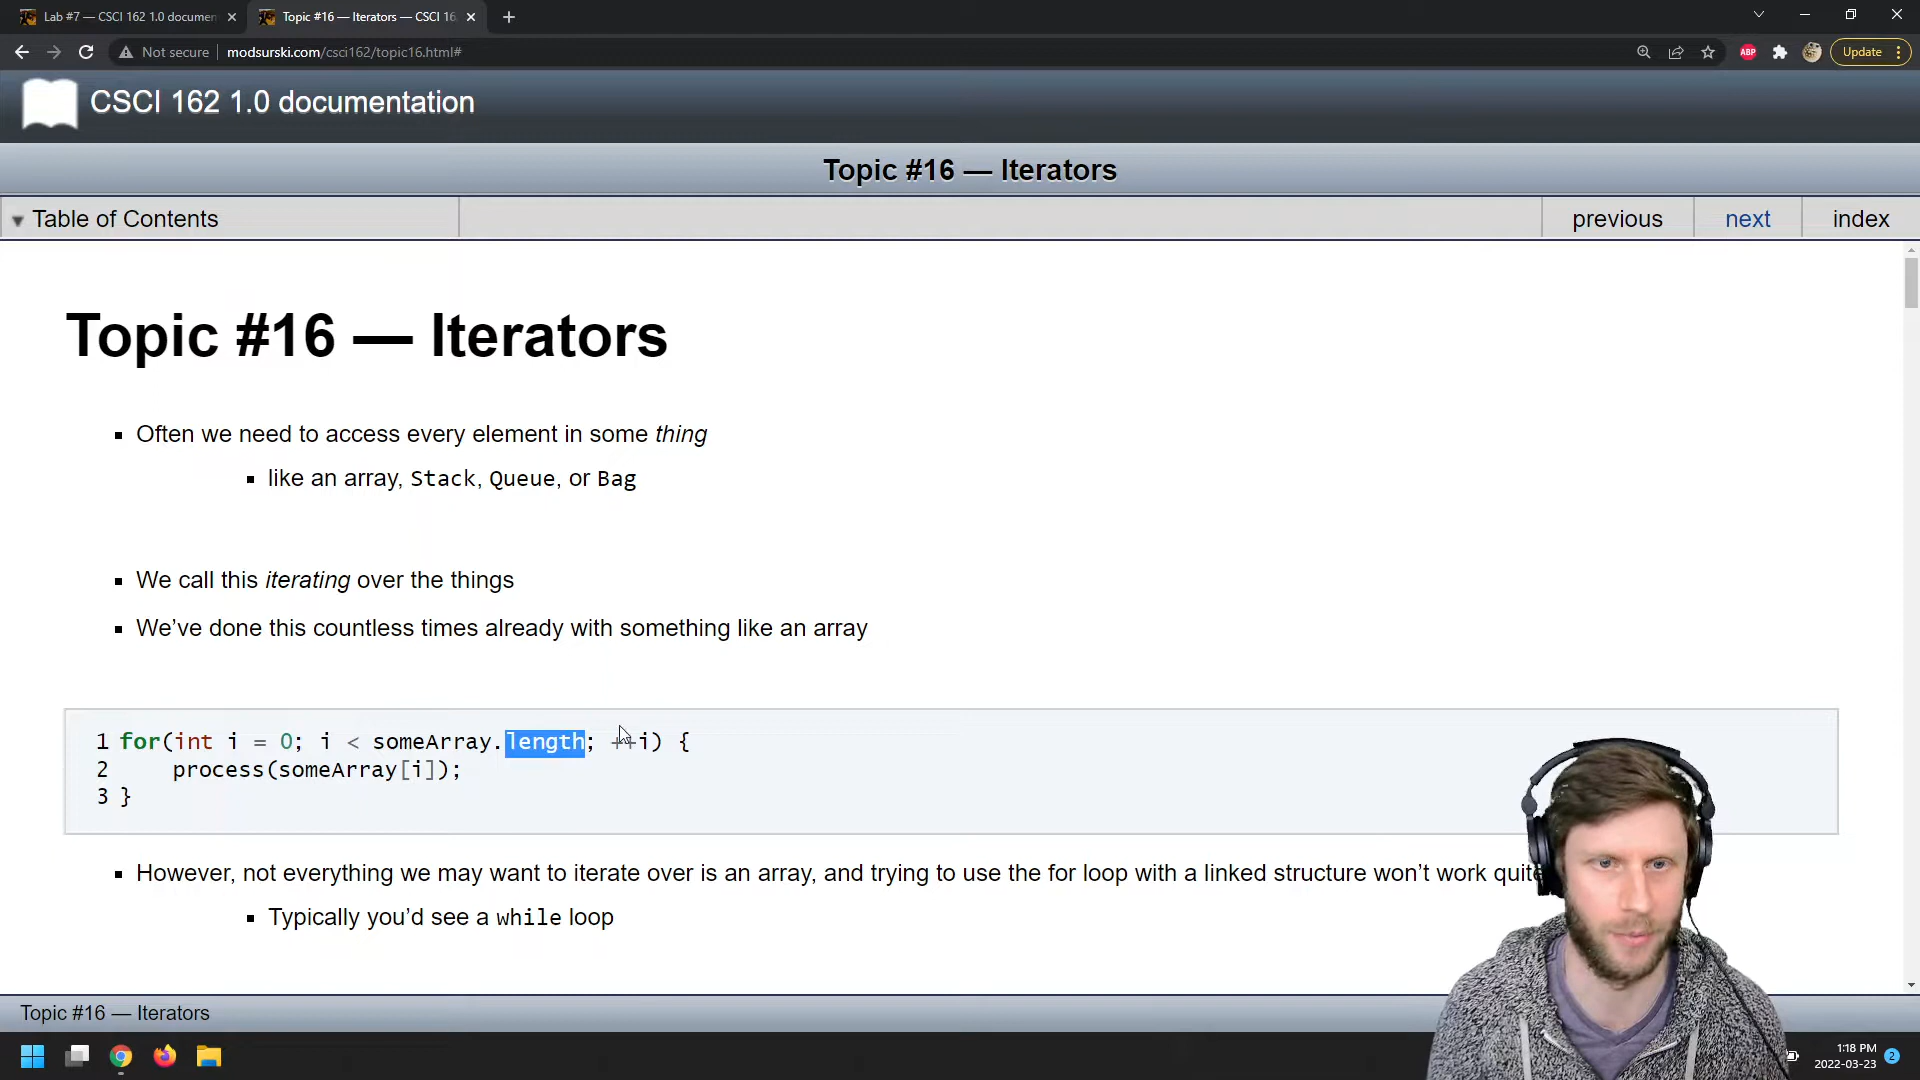 Lab #7 — CSCI 162 1.0 documen
Topic #16 — Iterators — CSCI 16
Not secure
modsurski.com/csci162/topic16.html#
ABP
Update
CSCI 162 1.0 documentation
Topic #16 — Iterators
Table of Contents
previous
next
index
Topic #16 — Iterators
Often we need to access every element in some thing
like an array, Stack, Queue, or Bag
We call this iterating over the things
We've done this countless times already with something like an array
1 for(int i = 0; i < someArray.length; ++i) {
2     process(someArray[i]);
3 }
However, not everything we may want to iterate over is an array, and trying to use the for loop with a linked structure won't work quite
Typically you'd see a while loop
Topic #16 — Iterators
1:18 PM
2022-03-23
2